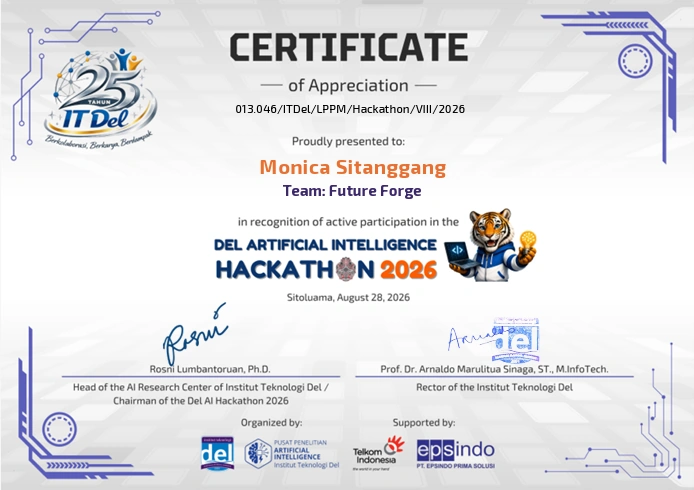 CERTIFICATE
of Appreciation
013.046/ITDel/LPPM/Hackathon/VIII/2026
25
TAHUN
IT Del
Berkolaborasi, Berkarya, Berdampak
Proudly presented to:
Monica Sitanggang
Team: Future Forge
in recognition of active participation in the
DEL ARTIFICIAL INTELLIGENCE
HACKATHON 2026
</>
Sitoluama, August 28, 2026
Rosni
Arnaldo
del
Rosni Lumbantoruan, Ph.D.
Head of the AI Research Center of Institut Teknologi Del /
Chairman of the Del AI Hackathon 2026
Prof. Dr. Arnaldo Marulitua Sinaga, ST., M.InfoTech.
Rector of the Institut Teknologi Del
Organized by:
del
PUSAT PENELITIAN
ARTIFICIAL
INTELLIGENCE
Institut Teknologi Del
Supported by:
Telkom
Indonesia
the world in your hand
epsindo
PT. EPSINDO PRIMA SOLUSI